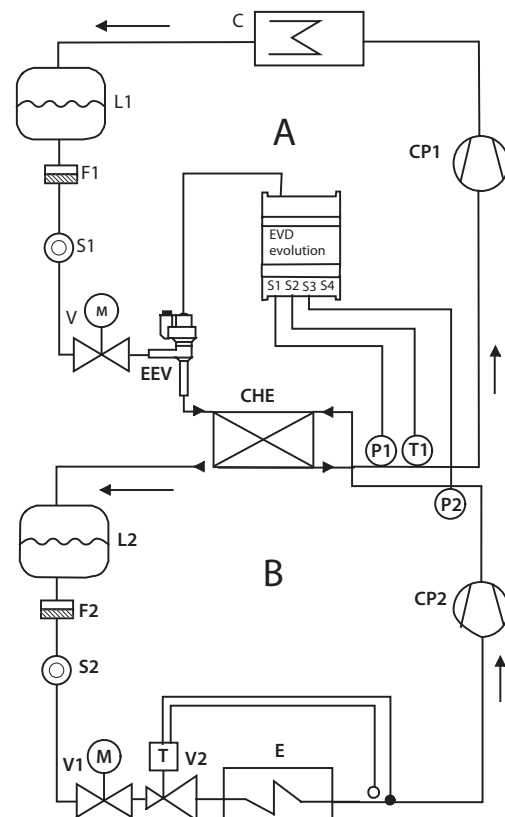 C
L1
A
CP1
F1
EVD
evolution
S1 S2 S3 S4
S1
V
M
EEV
CHE
P1
T1
P2
L2
B
CP2
F2
S2
V1
M
T
V2
E